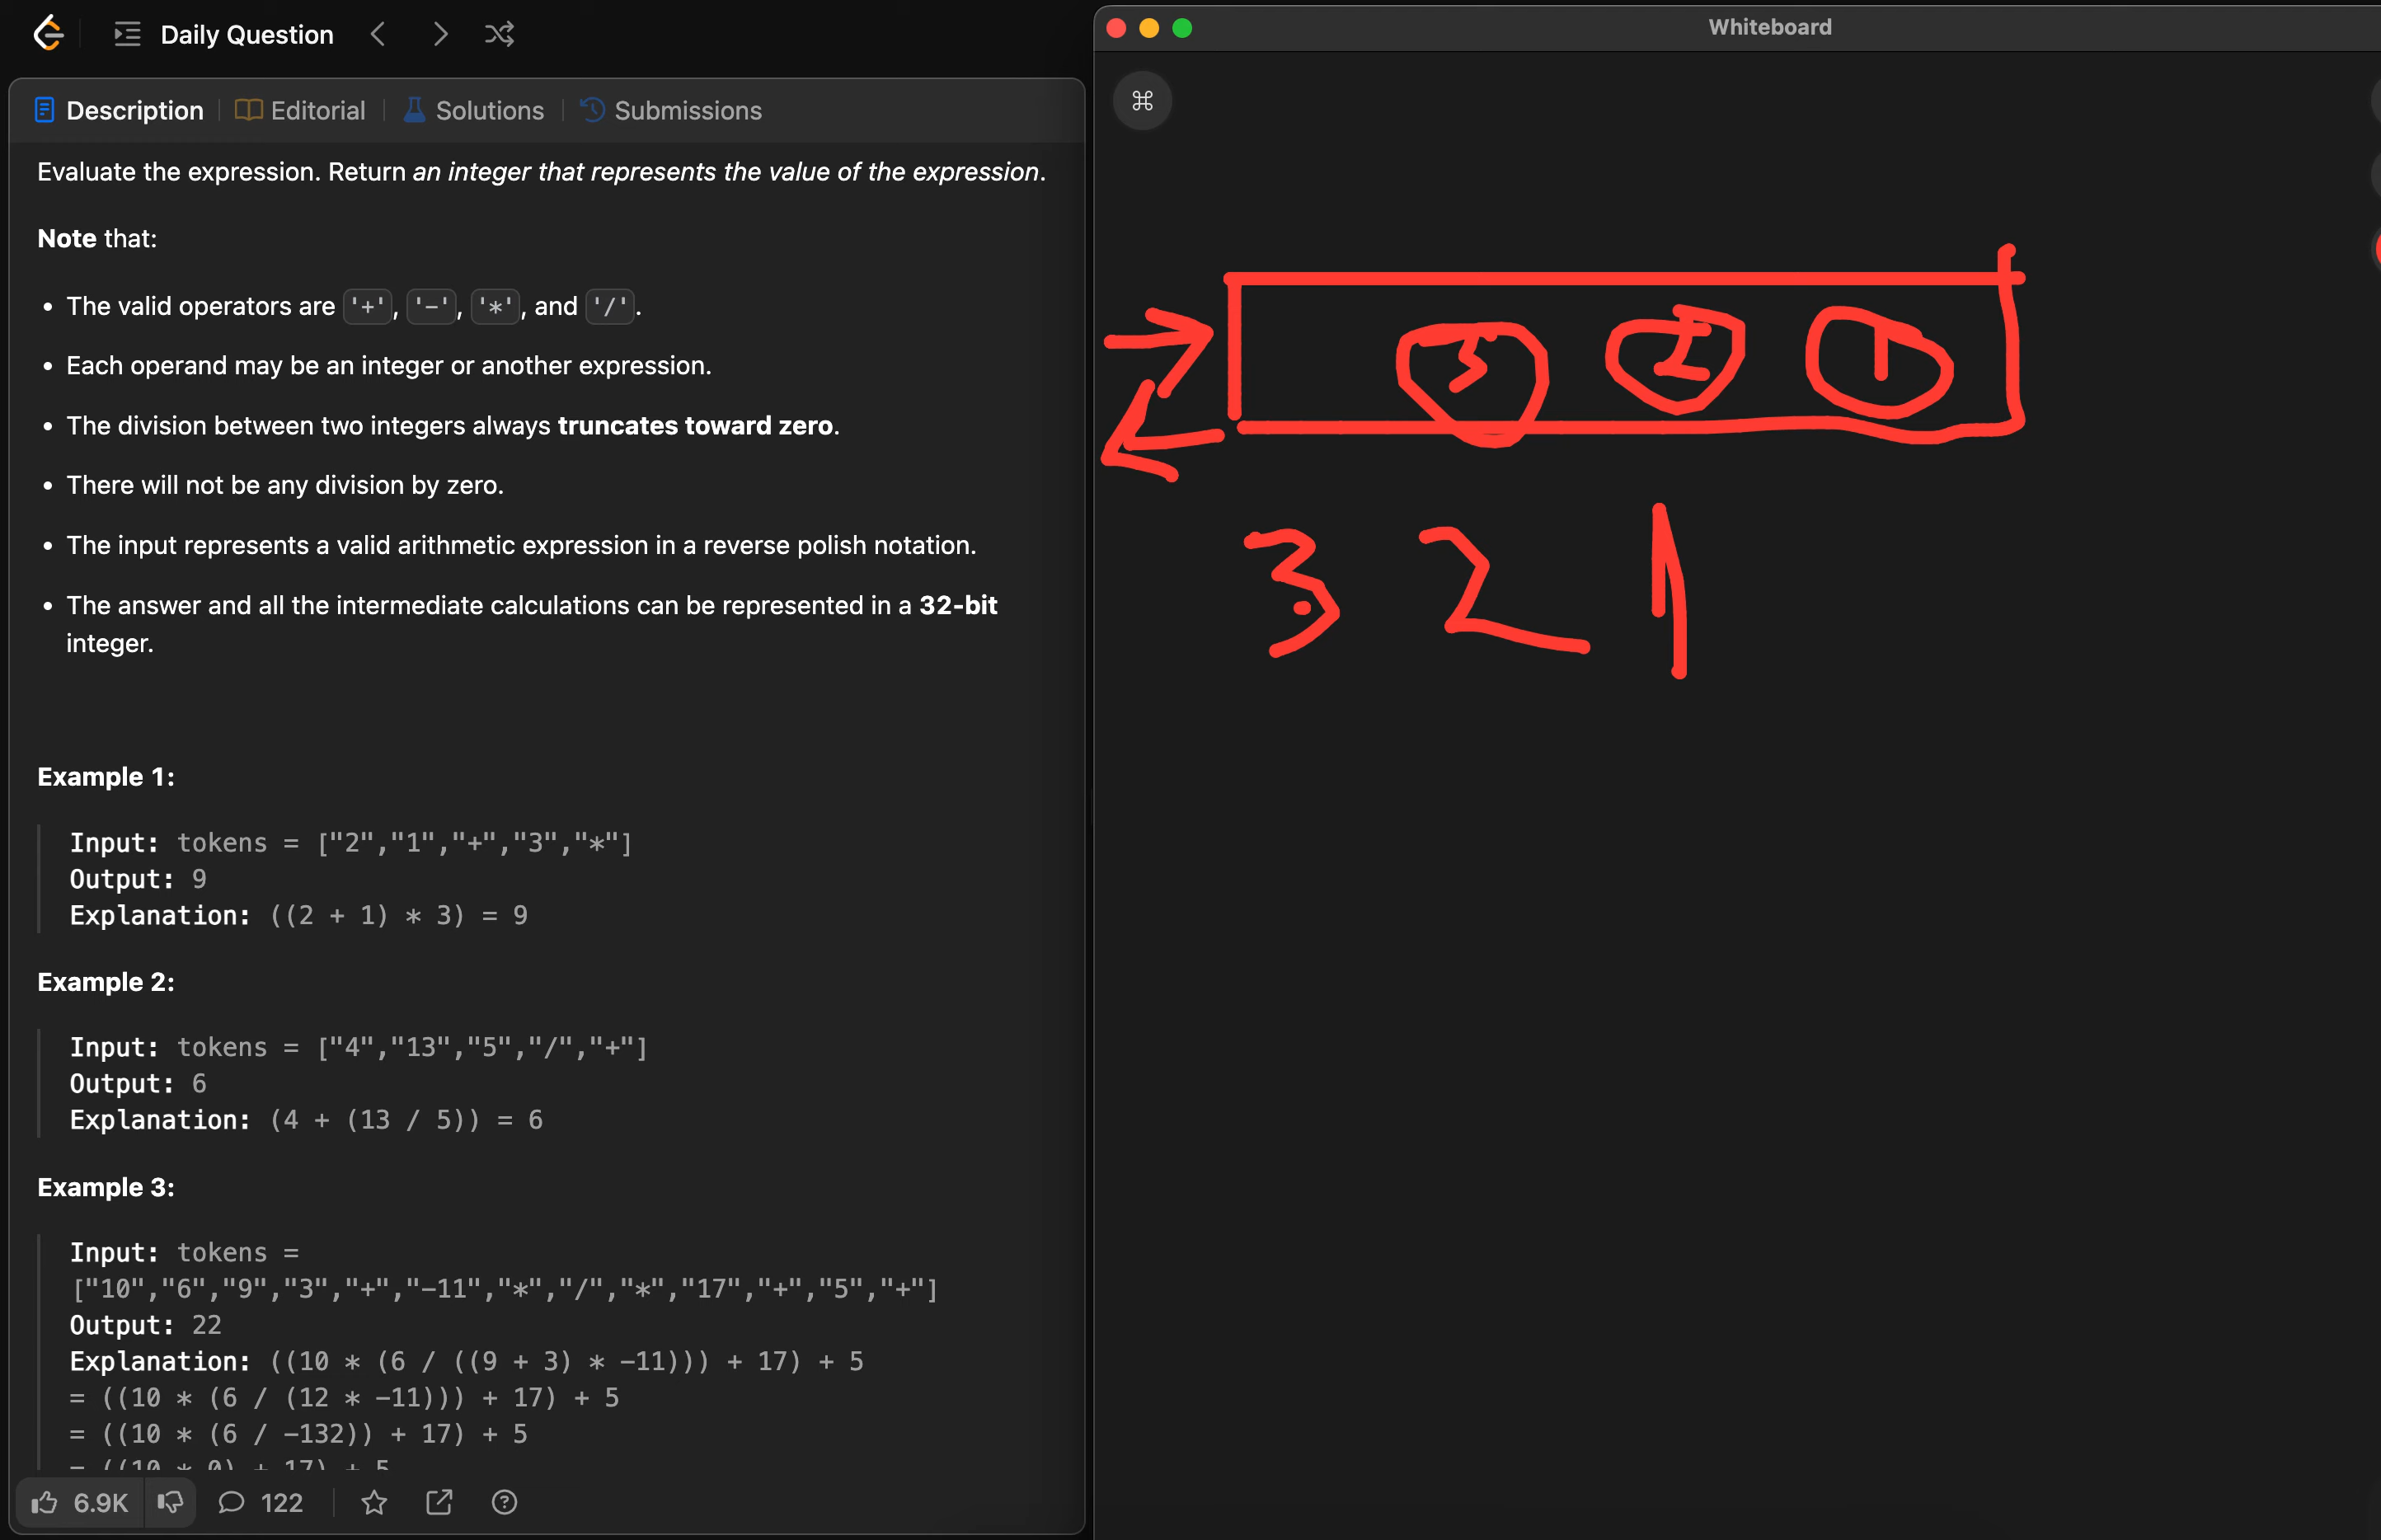 Daily Question
Description
Editorial
Solutions
Submissions
Evaluate the expression. Return an integer that represents the value of the expression.
Note that:
• The valid operators are '+', '-', '*', and '/'.
• Each operand may be an integer or another expression.
• The division between two integers always truncates toward zero.
• There will not be any division by zero.
• The input represents a valid arithmetic expression in a reverse polish notation.
• The answer and all the intermediate calculations can be represented in a 32-bit
integer.
Example 1:
Input: tokens = ["2","1","+","3","*"]
Output: 9
Explanation: ((2 + 1) * 3) = 9
Example 2:
Input: tokens = ["4","13","5","/","+"]
Output: 6
Explanation: (4 + (13 / 5)) = 6
Example 3:
Input: tokens =
["10","6","9","3","+","-11","*","/","*","17","+","5","+"]
Output: 22
Explanation: ((10 * (6 / ((9 + 3) * -11))) + 17) + 5
= ((10 * (6 / (12 * -11))) + 17) + 5
= ((10 * (6 / -132)) + 17) + 5
= ((10 * 0) + 17) + 5
6.9K
122
Whiteboard
⌘
3 2 1
3 2 1